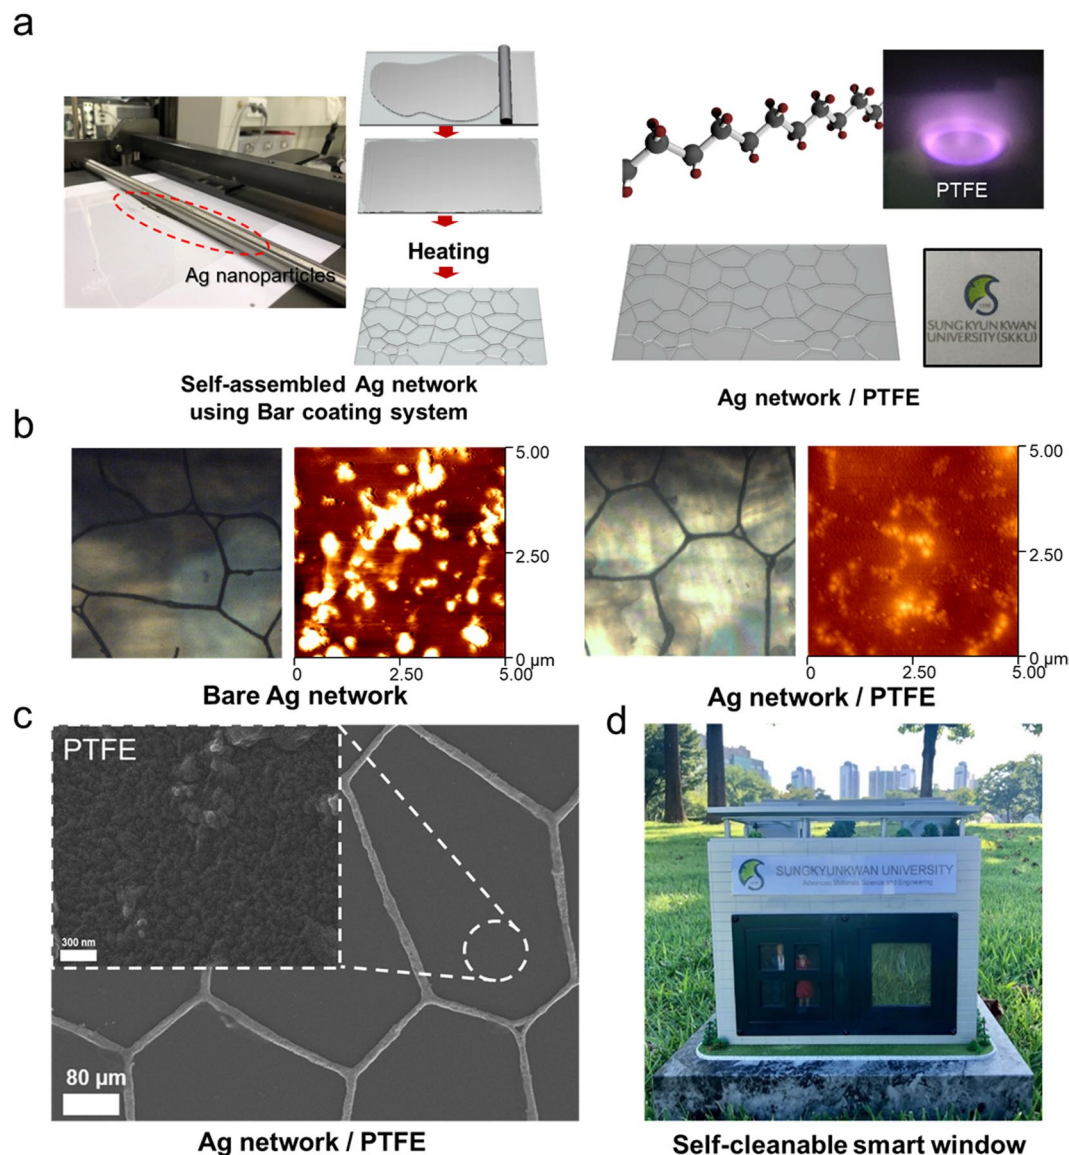 a
Ag nanoparticles
Heating
Self-assembled Ag network
using Bar coating system
PTFE
SUNGKYUNKWAN
UNIVERSITY(SKKU)
Ag network / PTFE
b
5.00
2.50
0 μm
0
2.50
5.00
Bare Ag network
5.00
2.50
0 μm
0
2.50
5.00
Ag network / PTFE
c
PTFE
300 nm
80 μm
Ag network / PTFE
d
SUNGKYUNKWAN UNIVERSITY
Advanced Materials Science and Engineering
Self-cleanable smart window